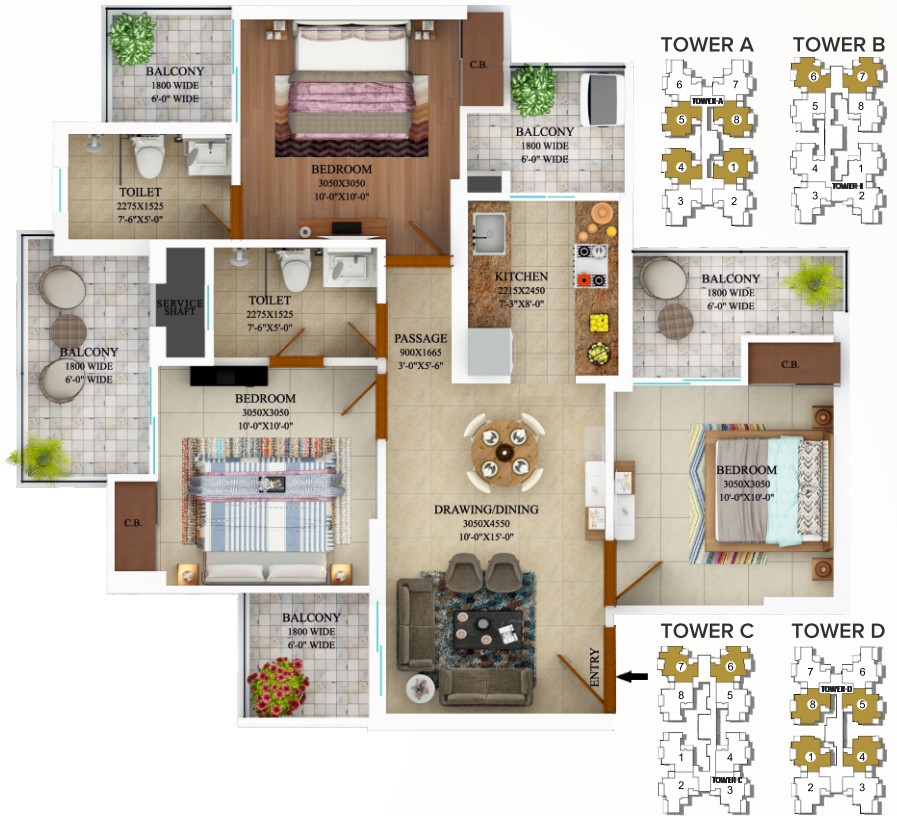 BALCONY
1800 WIDE
6'-0" WIDE
C.B.
BALCONY
1800 WIDE
6'-0" WIDE
TOILET
2275X1525
7'-6"X5'-0"
BEDROOM
3050X3050
10'-0"X10'-0"
KITCHEN
2215X2450
7'-3"X8'-0"
BALCONY
1800 WIDE
6'-0" WIDE
SERVICE
SHAFT
TOILET
2275X1525
7'-6"X5'-0"
PASSAGE
900X1665
3'-0"X5'-6"
BALCONY
1800 WIDE
6'-0" WIDE
C.B.
BEDROOM
3050X3050
10'-0"X10'-0"
BEDROOM
3050X3050
10'-0"X10'-0"
C.B.
DRAWING/DINING
3050X4550
10'-0"X15'-0"
BALCONY
1800 WIDE
6'-0" WIDE
ENTRY
TOWER A
6 7
TOWER-A
5 8
4 1
3 2
TOWER B
6 7
5 8
4 1
TOWER-B
3 2
TOWER C
7 6
8 5
1 4
TOWER-C
2 3
TOWER D
7 6
TOWER-D
8 5
1 4
2 3